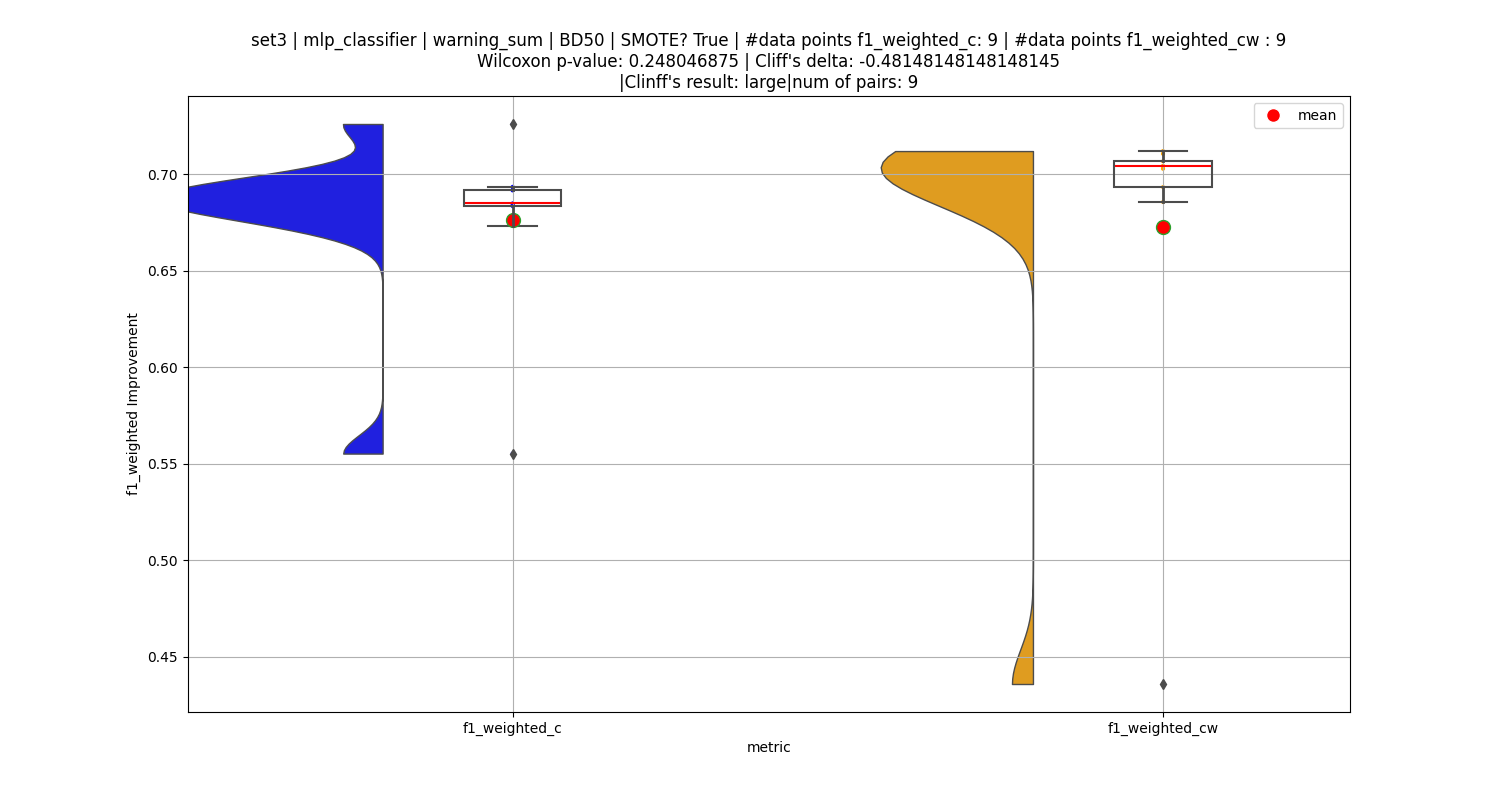 set3 | mlp_classifier | warning_sum | BD50 | SMOTE? True | #data points f1_weighted_c: 9 | #data points f1_weighted_cw : 9
Wilcoxon p-value: 0.248046875 | Cliff's delta: -0.48148148148148145
|Clinff's result: large|num of pairs: 9
mean
0.70
0.65
0.60
0.55
0.50
0.45
f1_weighted Improvement
f1_weighted_c
f1_weighted_cw
metric